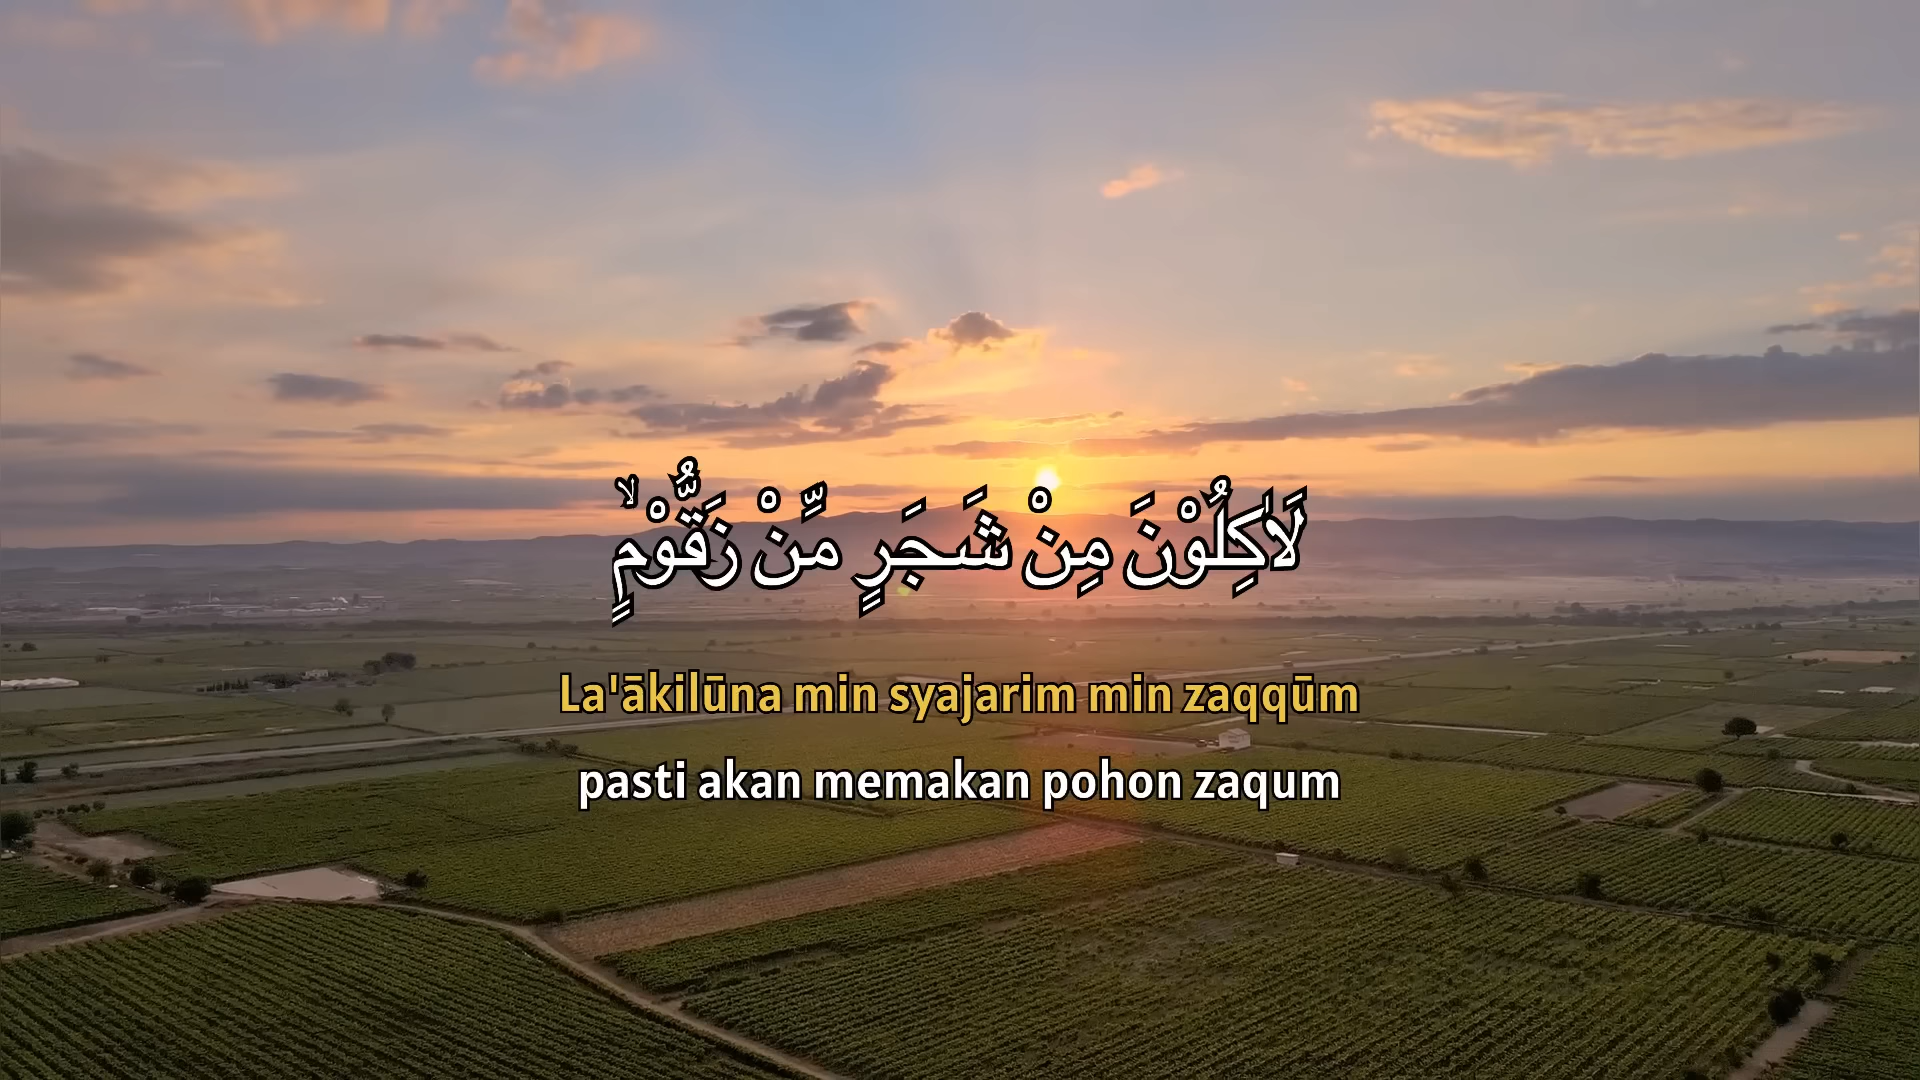 لَاٰكِلُوْنَ مِنْ شَجَرٍ مِّنْ زَقُّوْمٍۙ
La'ākilūna min syajarim min zaqqūm
pasti akan memakan pohon zaqum